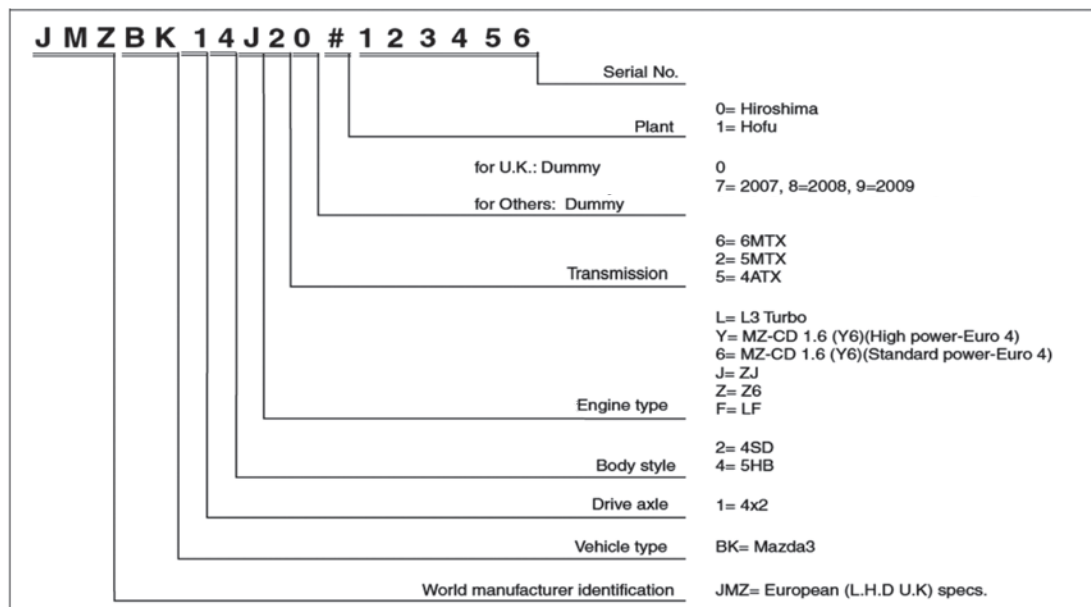 J M Z B K 1 4 J 2 0 # 1 2 3 4 5 6
Serial No.
0= Hiroshima
Plant 1= Hofu
for U.K.: Dummy 0
7= 2007, 8=2008, 9=2009
for Others: Dummy
6= 6MTX
2= 5MTX
Transmission 5= 4ATX
L= L3 Turbo
Y= MZ-CD 1.6 (Y6)(High power-Euro 4)
6= MZ-CD 1.6 (Y6)(Standard power-Euro 4)
J= ZJ
Z= Z6
Engine type F= LF
2= 4SD
Body style 4= 5HB
Drive axle 1= 4x2
Vehicle type BK= Mazda3
World manufacturer identification JMZ= European (L.H.D U.K) specs.